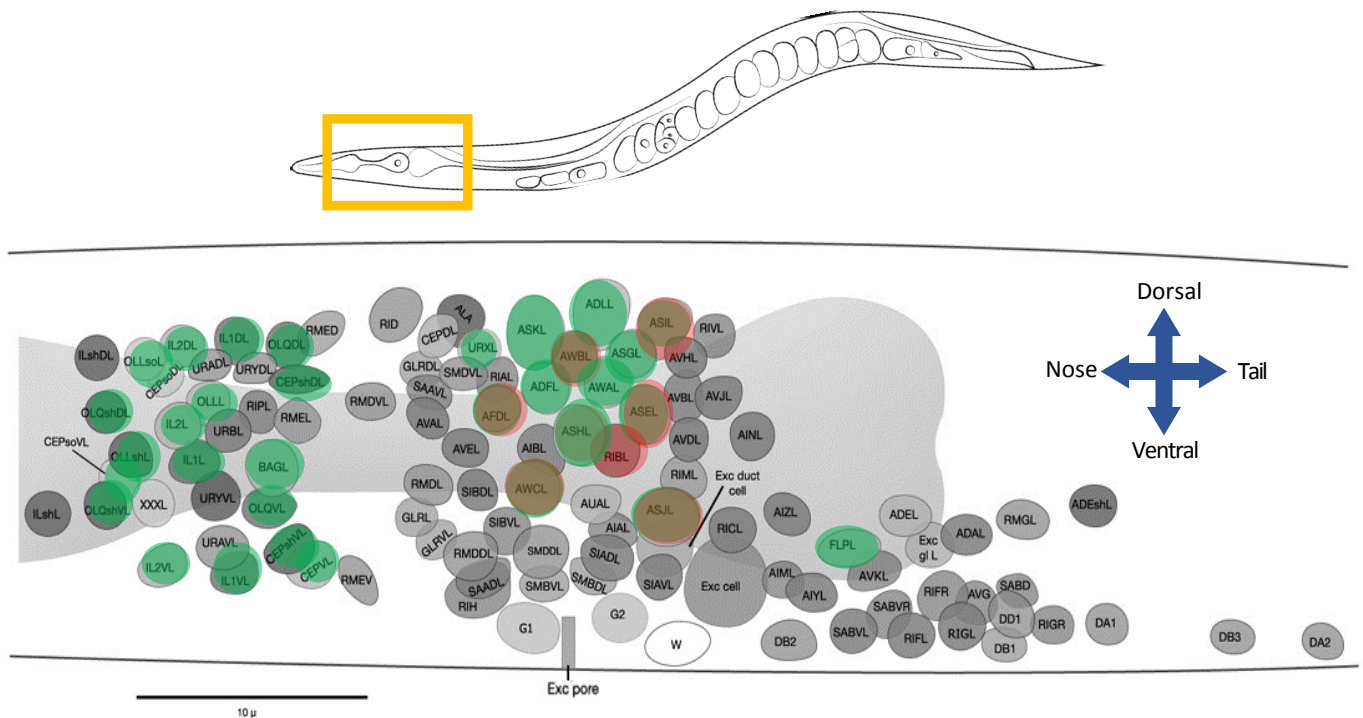 Dorsal
Nose
Tail
Ventral
ILshDL
OLLsoL
CEPsoDL
IL2DL
URADL
IL1DL
URYDL
OLQDL
RMED
CEPshDL
RID
ALA
CEPDL
URXL
GLRDL
SMDVL
RIAL
SAAVL
ASKL
ADLL
ASIL
RIVL
AWBL
ASGL
AVHL
ADFL
AWAL
OLQshDL
OLLL
IL2L
RIPL
URBL
RMEL
RMDVL
AVAL
AFDL
ASEL
AVBL
AVJL
ASHL
AVDL
AINL
CEPsoVL
OLLshL
IL1L
BAGL
AVEL
AIBL
RIBL
RIML
Exc duct
cell
ILshL
OLQshVL
XXXL
URYVL
OLQVL
RMDL
SIBDL
AWCL
AUAL
ASJL
AIZL
ADEL
RMGL
ADEshL
GLRL
SIBVL
AIAL
RICL
GLRVL
RMDDL
SMDDL
SIADL
FLPL
Exc
gl L
ADAL
URAVL
CEPshVL
IL2VL
IL1VL
CEPVL
RMEV
SAADL
SMBVL
SMBDL
SIAVL
Exc cell
AIML
AVKL
AIYL
RIH
SABVR
RIFR
AVG
SABD
G1
G2
W
DB2
SABVL
RIFL
RIGL
DD1
DB1
RIGR
DA1
DB3
DA2
Exc pore
10 µ